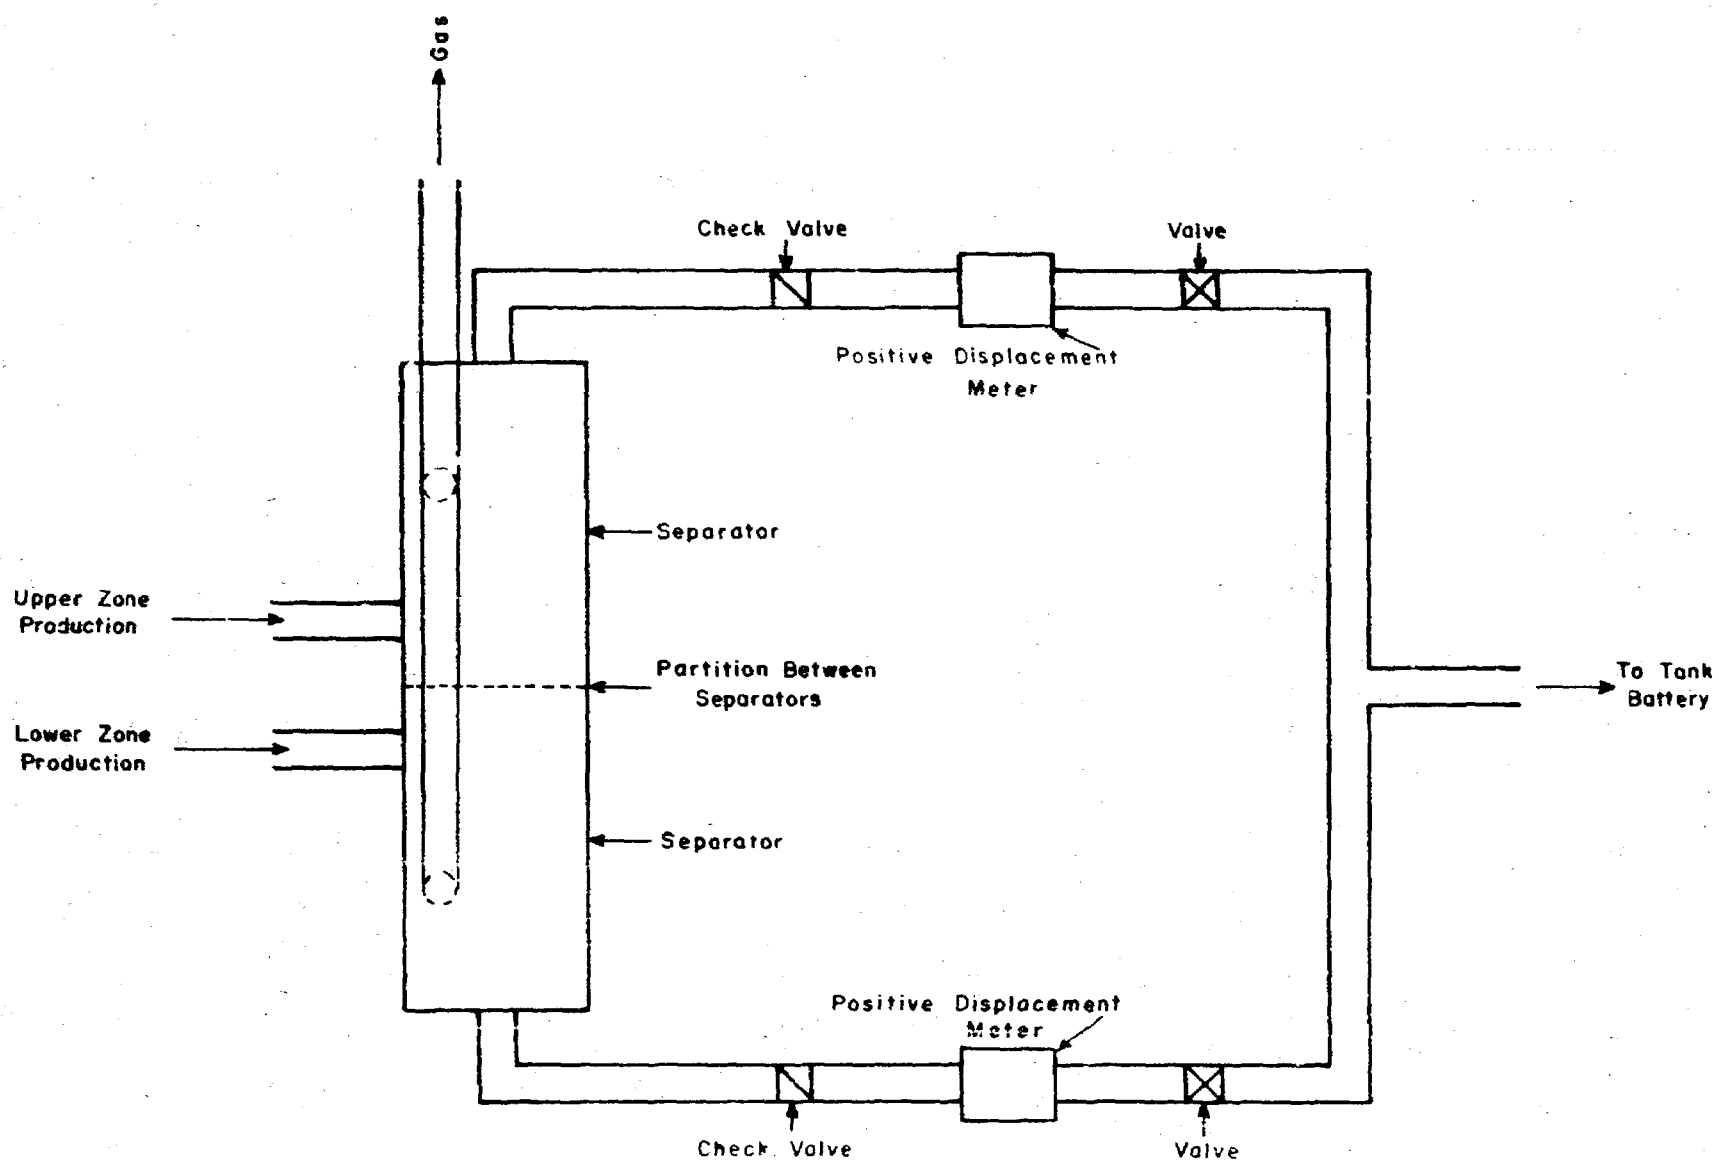 Gas
Check Valve
Valve
Positive Displacement
Meter
Separator
Upper Zone
Production
Partition Between
Separators
To Tank
Battery
Lower Zone
Production
Separator
Positive Displacement
Meter
Check Valve
Valve